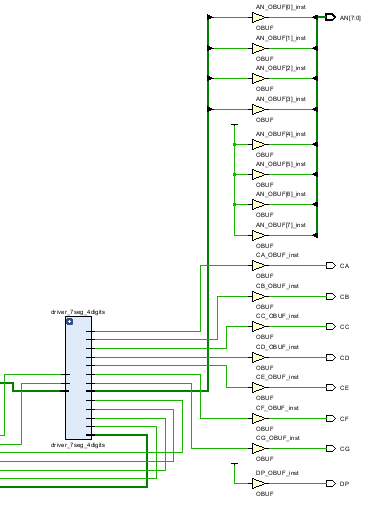 AN_OBUF[0]_inst
AN[7:0]
OBUF
AN_OBUF[1]_inst
OBUF
AN_OBUF[2]_inst
OBUF
AN_OBUF[3]_inst
OBUF
AN_OBUF[4]_inst
OBUF
AN_OBUF[5]_inst
OBUF
AN_OBUF[6]_inst
OBUF
AN_OBUF[7]_inst
OBUF
CA_OBUF_inst
CA
OBUF
CB_OBUF_inst
CB
OBUF
CC_OBUF_inst
CC
OBUF
CD_OBUF_inst
CD
OBUF
CE_OBUF_inst
CE
OBUF
CF_OBUF_inst
CF
OBUF
CG_OBUF_inst
CG
OBUF
DP_OBUF_inst
DP
OBUF
driver_7seg_4digits
driver_7seg_4digits